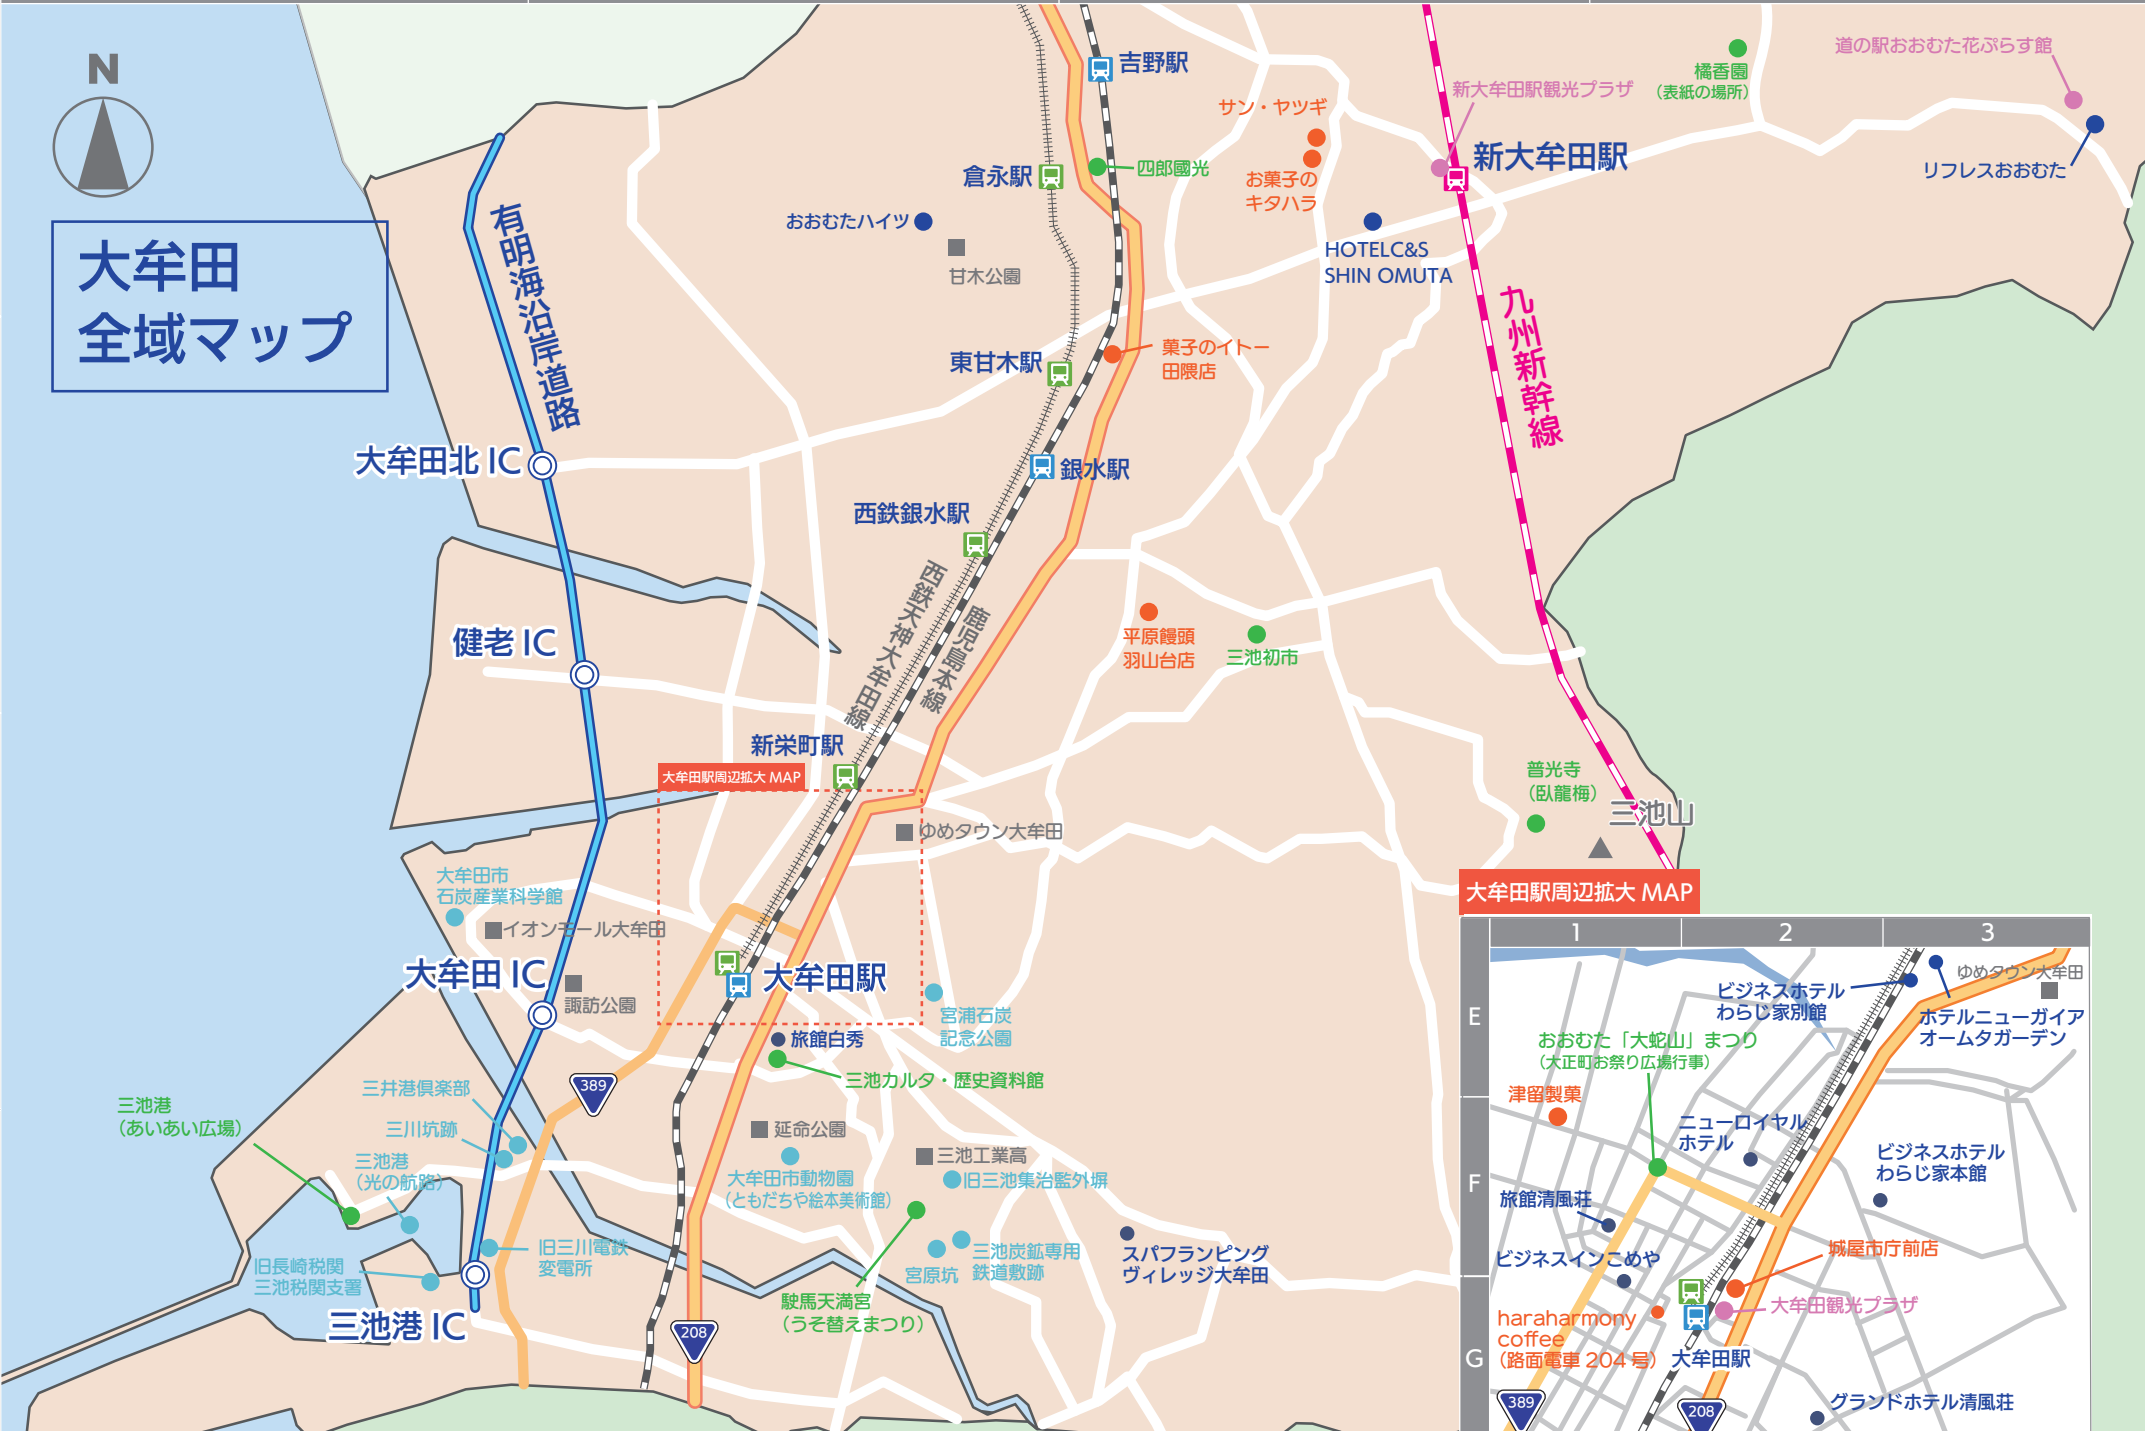 N
大牟田
全域マップ
有明海沿岸道路
吉野駅
サン・ヤツギ
新大牟田駅観光プラザ
橘香園
（表紙の場所）
道の駅おおむた花ぷらす館
リフレスおおむた
新大牟田駅
倉永駅
四郎國光
お菓子の
キタハラ
おおむたハイツ
甘木公園
HOTELC&S
SHIN OMUTA
九州新幹線
東甘木駅
菓子のイトー
田隈店
大牟田北 IC
銀水駅
西鉄銀水駅
西鉄天神大牟田線
鹿児島本線
健老 IC
平原饅頭
羽山台店
三池初市
新栄町駅
大牟田駅周辺拡大 MAP
ゆめタウン大牟田
普光寺
（臥龍梅）
三池山
大牟田市
石炭産業科学館
イオンモール大牟田
大牟田 IC
諏訪公園
大牟田駅
宮浦石炭
記念公園
旅館白秀
三池カルタ・歴史資料館
389
三井港倶楽部
三池港
（あいあい広場）
三川坑跡
三池港
（光の航路）
延命公園
大牟田市動物園
（ともだちや絵本美術館）
三池工業高
旧三池集治監外塀
旧三川電鉄
変電所
旧長崎税関
三池税関支署
宮原坑
三池炭鉱専用
鉄道敷跡
スパフランピング
ヴィレッジ大牟田
駛馬天満宮
（うそ替えまつり）
三池港 IC
208
大牟田駅周辺拡大 MAP
1
2
3
E
F
G
ゆめタウン大牟田
ビジネスホテル
わらじ家別館
ホテルニューガイア
オームタガーデン
おおむた「大蛇山」まつり
（大正町お祭り広場行事）
津留製菓
ニューロイヤル
ホテル
ビジネスホテル
わらじ家本館
旅館清風荘
ビジネスインこめや
城屋市庁前店
大牟田観光プラザ
haraharmony
coffee
（路面電車 204 号）
大牟田駅
389
208
グランドホテル清風荘